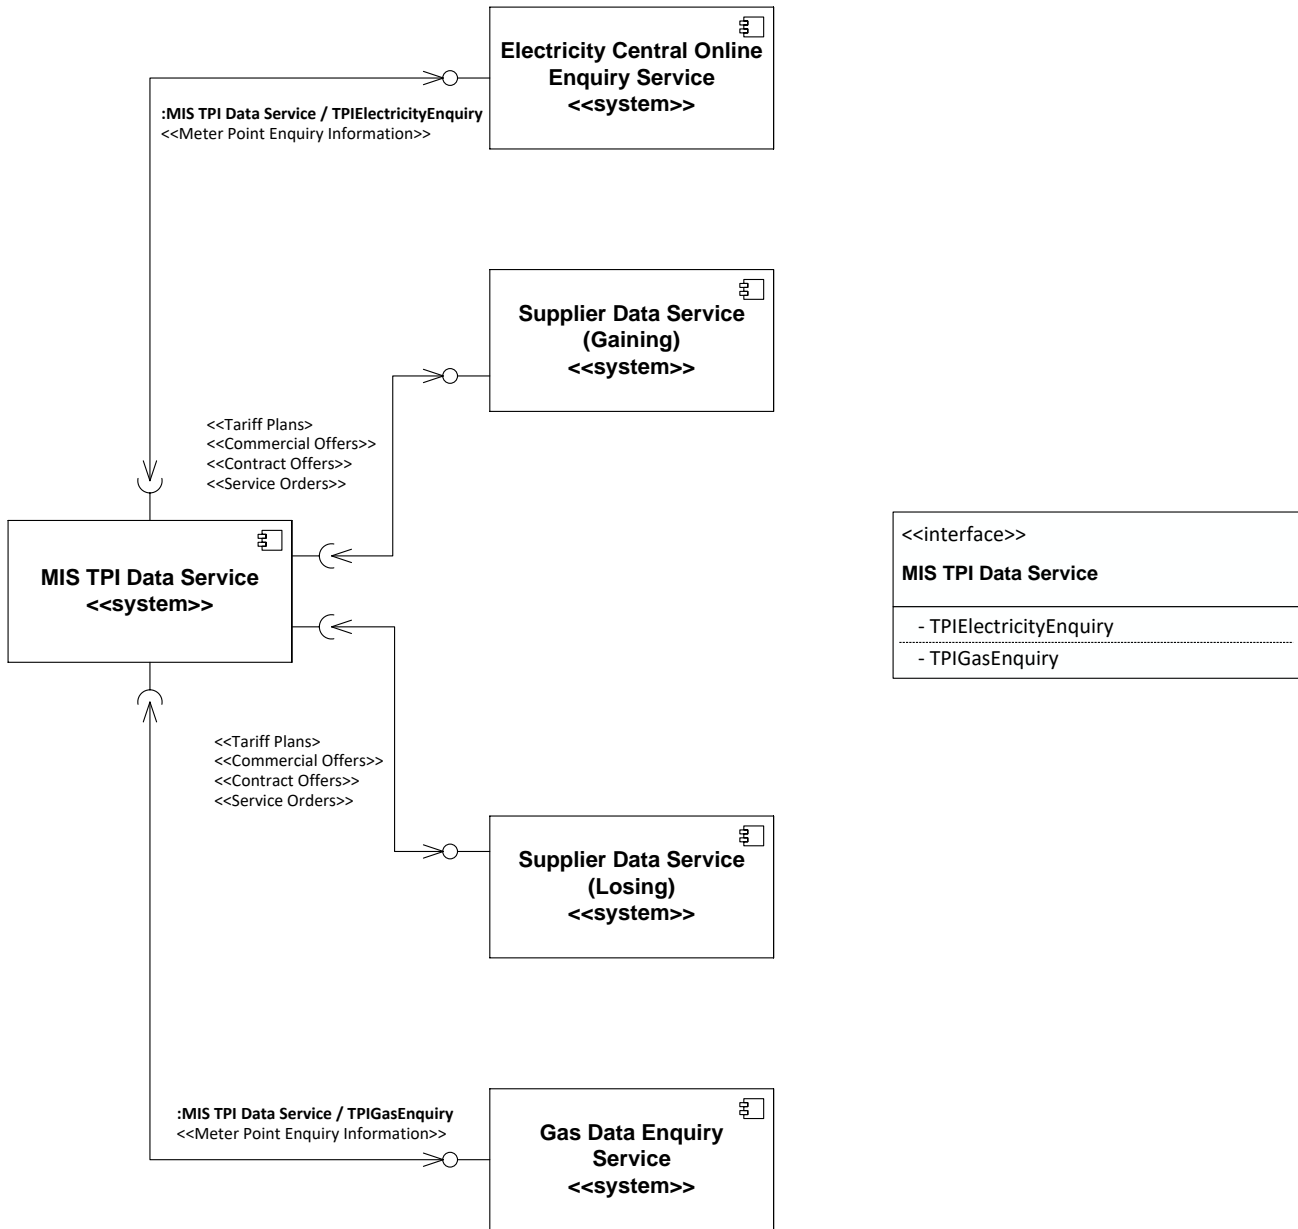 Electricity Central Online
Enquiry Service
<<system>>
:MIS TPI Data Service / TPIElectricityEnquiry
<<Meter Point Enquiry Information>>
Supplier Data Service
(Gaining)
<<system>>
<<Tariff Plans>
<<Commercial Offers>>
<<Contract Offers>>
<<Service Orders>>
MIS TPI Data Service
<<system>>
<<interface>>
MIS TPI Data Service
- TPIElectricityEnquiry
- TPIGasEnquiry
<<Tariff Plans>
<<Commercial Offers>>
<<Contract Offers>>
<<Service Orders>>
Supplier Data Service
(Losing)
<<system>>
:MIS TPI Data Service / TPIGasEnquiry
<<Meter Point Enquiry Information>>
Gas Data Enquiry
Service
<<system>>